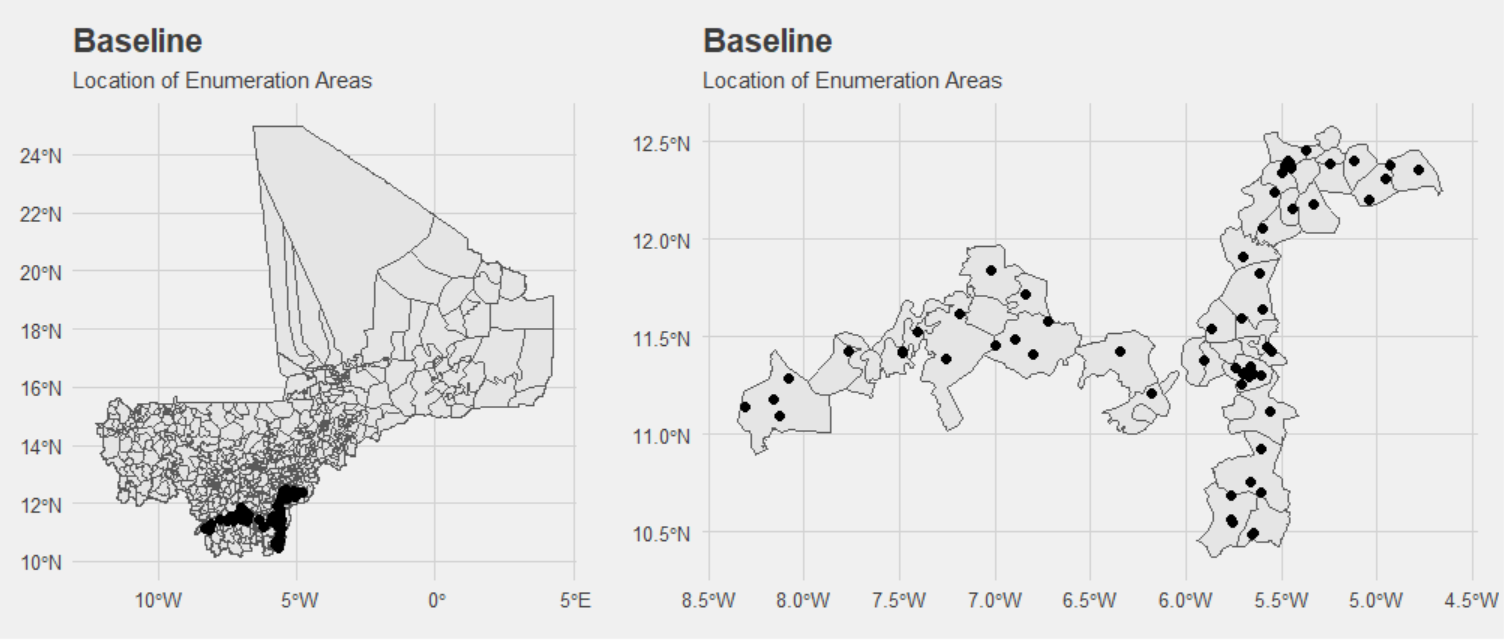 Baseline
Location of Enumeration Areas
24°N
22°N
20°N
18°N
16°N
14°N
12°N
10°N
10°W 5°W 0° 5°E
Baseline
Location of Enumeration Areas
12.5°N
12.0°N
11.5°N
11.0°N
10.5°N
8.5°W 8.0°W 7.5°W 7.0°W 6.5°W 6.0°W 5.5°W 5.0°W 4.5°W